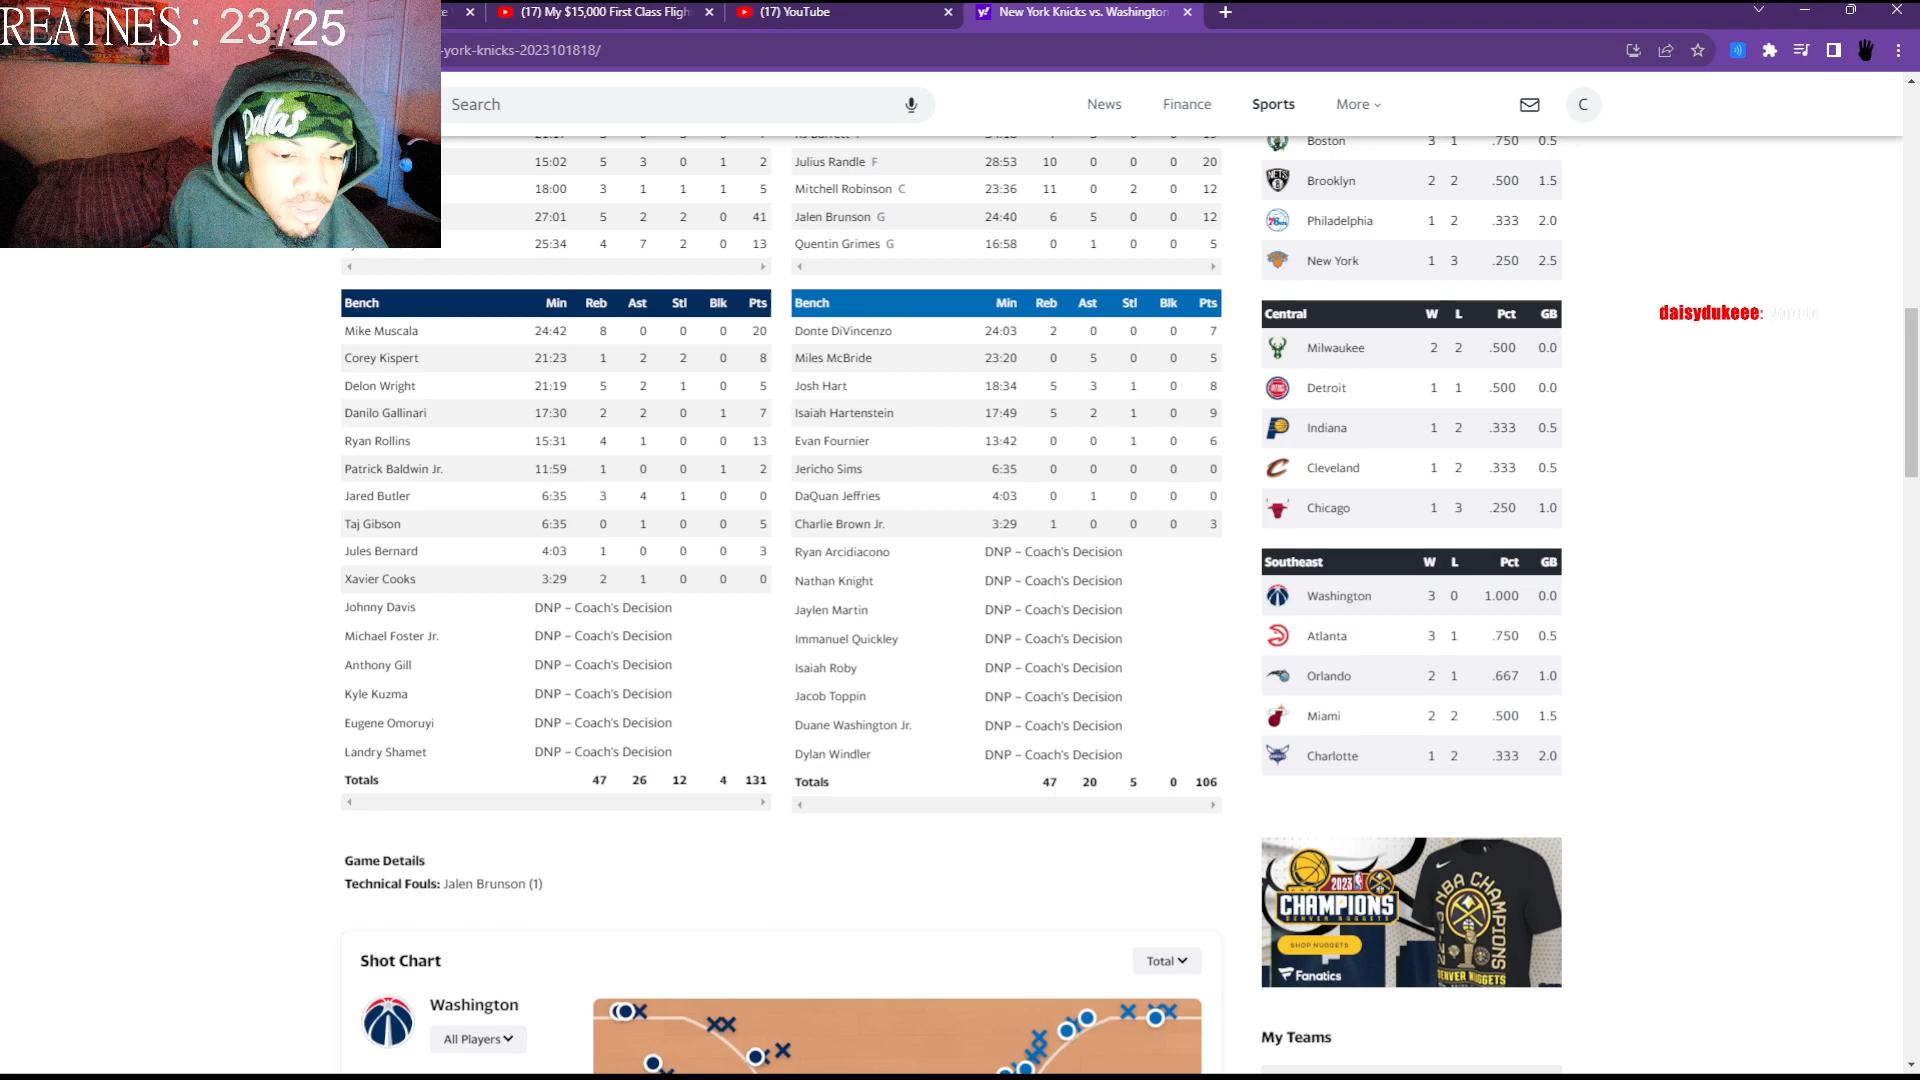 REA1NES: 23/25
(17) My $15,000 First Class Fligh
(17) YouTube
New York Knicks vs. Washington
-york-knicks-2023101818/
Search
News Finance Sports More
C
15:02 5 3 0 1 2
18:00 3 1 1 1 5
27:01 5 2 2 0 41
25:34 4 7 2 0 13
Julius Randle F 28:53 10 0 0 0 20
Mitchell Robinson C 23:36 11 0 2 0 12
Jalen Brunson G 24:40 6 5 0 0 12
Quentin Grimes G 16:58 0 1 0 0 5
Bench Min Reb Ast Stl Blk Pts
Mike Muscala 24:42 8 0 0 0 20
Corey Kispert 21:23 1 2 2 0 8
Delon Wright 21:19 5 2 1 0 5
Danilo Gallinari 17:30 2 2 0 1 7
Ryan Rollins 15:31 4 1 0 0 13
Patrick Baldwin Jr. 11:59 1 0 0 1 2
Jared Butler 6:35 3 4 1 0 0
Taj Gibson 6:35 0 1 0 0 5
Jules Bernard 4:03 1 0 0 0 3
Xavier Cooks 3:29 2 1 0 0 0
Johnny Davis DNP – Coach's Decision
Michael Foster Jr. DNP – Coach's Decision
Anthony Gill DNP – Coach's Decision
Kyle Kuzma DNP – Coach's Decision
Eugene Omoruyi DNP – Coach's Decision
Landry Shamet DNP – Coach's Decision
Totals 47 26 12 4 131
Bench Min Reb Ast Stl Blk Pts
Donte DiVincenzo 24:03 2 0 0 0 7
Miles McBride 23:20 0 5 0 0 5
Josh Hart 18:34 5 3 1 0 8
Isaiah Hartenstein 17:49 5 2 1 0 9
Evan Fournier 13:42 0 0 1 0 6
Jericho Sims 6:35 0 0 0 0 0
DaQuan Jeffries 4:03 0 1 0 0 0
Charlie Brown Jr. 3:29 1 0 0 0 3
Ryan Arcidiacono DNP – Coach's Decision
Nathan Knight DNP – Coach's Decision
Jaylen Martin DNP – Coach's Decision
Immanuel Quickley DNP – Coach's Decision
Isaiah Roby DNP – Coach's Decision
Jacob Toppin DNP – Coach's Decision
Duane Washington Jr. DNP – Coach's Decision
Dylan Windler DNP – Coach's Decision
Totals 47 20 5 0 106
Game Details
Technical Fouls: Jalen Brunson (1)
Shot Chart
Total
Washington
All Players
Boston 3 1 .750 0.5
Brooklyn 2 2 .500 1.5
Philadelphia 1 2 .333 2.0
New York 1 3 .250 2.5
Central W L Pct GB
Milwaukee 2 2 .500 0.0
Detroit 1 1 .500 0.0
Indiana 1 2 .333 0.5
Cleveland 1 2 .333 0.5
Chicago 1 3 .250 1.0
Southeast W L Pct GB
Washington 3 0 1.000 0.0
Atlanta 3 1 .750 0.5
Orlando 2 1 .667 1.0
Miami 2 2 .500 1.5
Charlotte 1 2 .333 2.0
2023
CHAMPIONS
DENVER NUGGETS
SHOP NUGGETS
Fanatics
NBA CHAMPIONS
DENVER NUGGETS
My Teams
daisydukeee:
Dallas